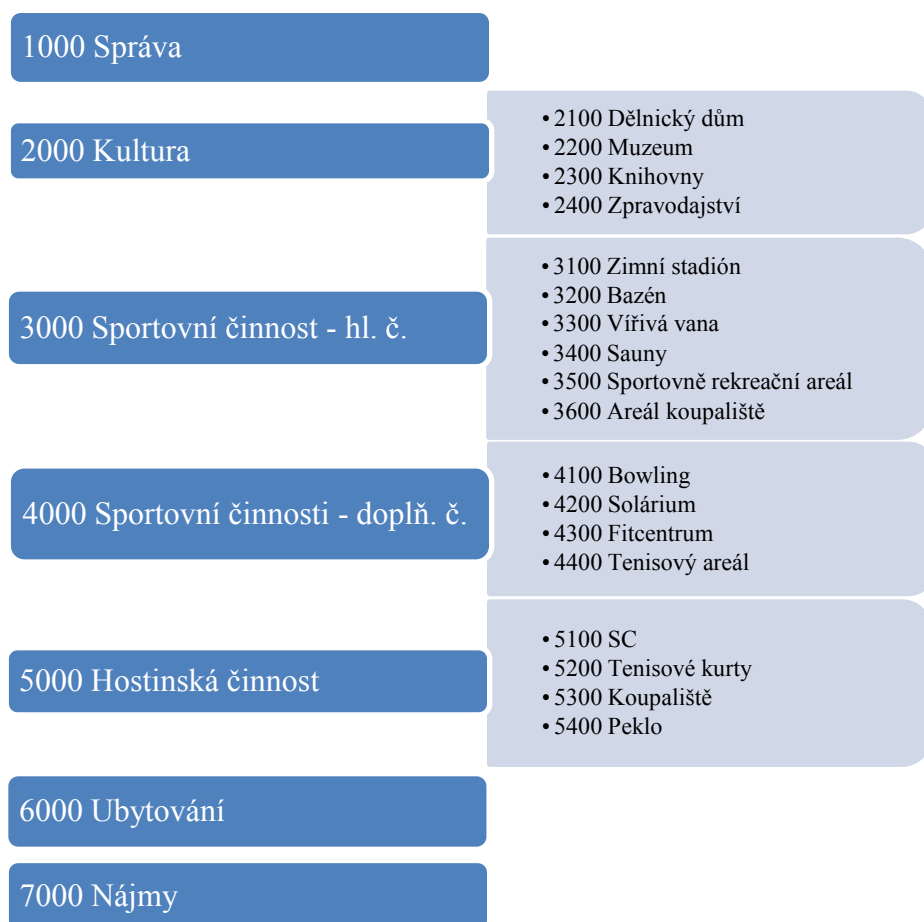 1000 Správa
2000 Kultura
• 2100 Dělnický dům
• 2200 Muzeum
• 2300 Knihovny
• 2400 Zpravodajství
3000 Sportovní činnost - hl. č.
• 3100 Zimní stadión
• 3200 Bazén
• 3300 Vířivá vana
• 3400 Sauny
• 3500 Sportovně rekreační areál
• 3600 Areál koupaliště
4000 Sportovní činnosti - doplň. č.
• 4100 Bowling
• 4200 Solárium
• 4300 Fitcentrum
• 4400 Tenisový areál
5000 Hostinská činnost
• 5100 SC
• 5200 Tenisové kurty
• 5300 Koupaliště
• 5400 Peklo
6000 Ubytování
7000 Nájmy